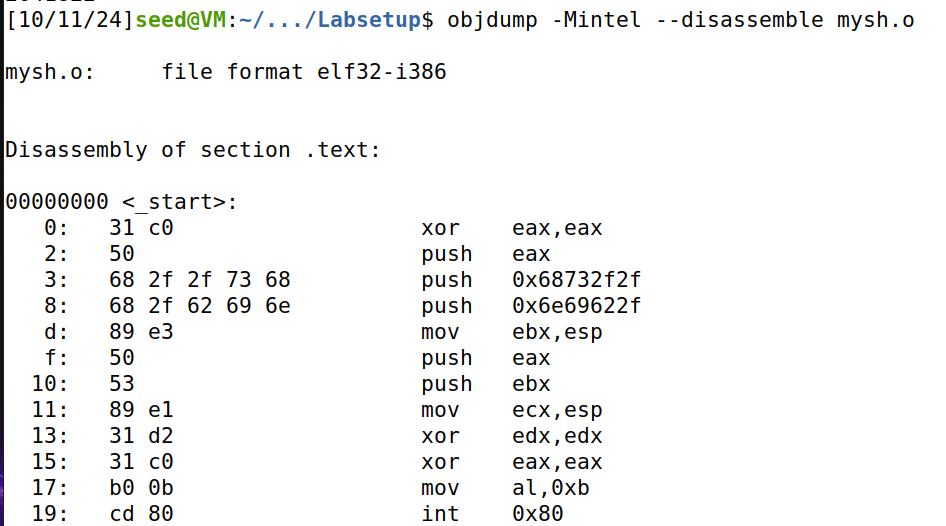 [10/11/24]seed@VM:~/.../Labsetup$ objdump -Mintel --disassemble mysh.o
mysh.o:     file format elf32-i386
Disassembly of section .text:
00000000 <_start>:
   0:   31 c0                   xor    eax,eax
   2:   50                      push   eax
   3:   68 2f 2f 73 68          push   0x68732f2f
   8:   68 2f 62 69 6e          push   0x6e69622f
   d:   89 e3                   mov    ebx,esp
   f:   50                      push   eax
  10:   53                      push   ebx
  11:   89 e1                   mov    ecx,esp
  13:   31 d2                   xor    edx,edx
  15:   31 c0                   xor    eax,eax
  17:   b0 0b                   mov    al,0xb
  19:   cd 80                   int    0x80